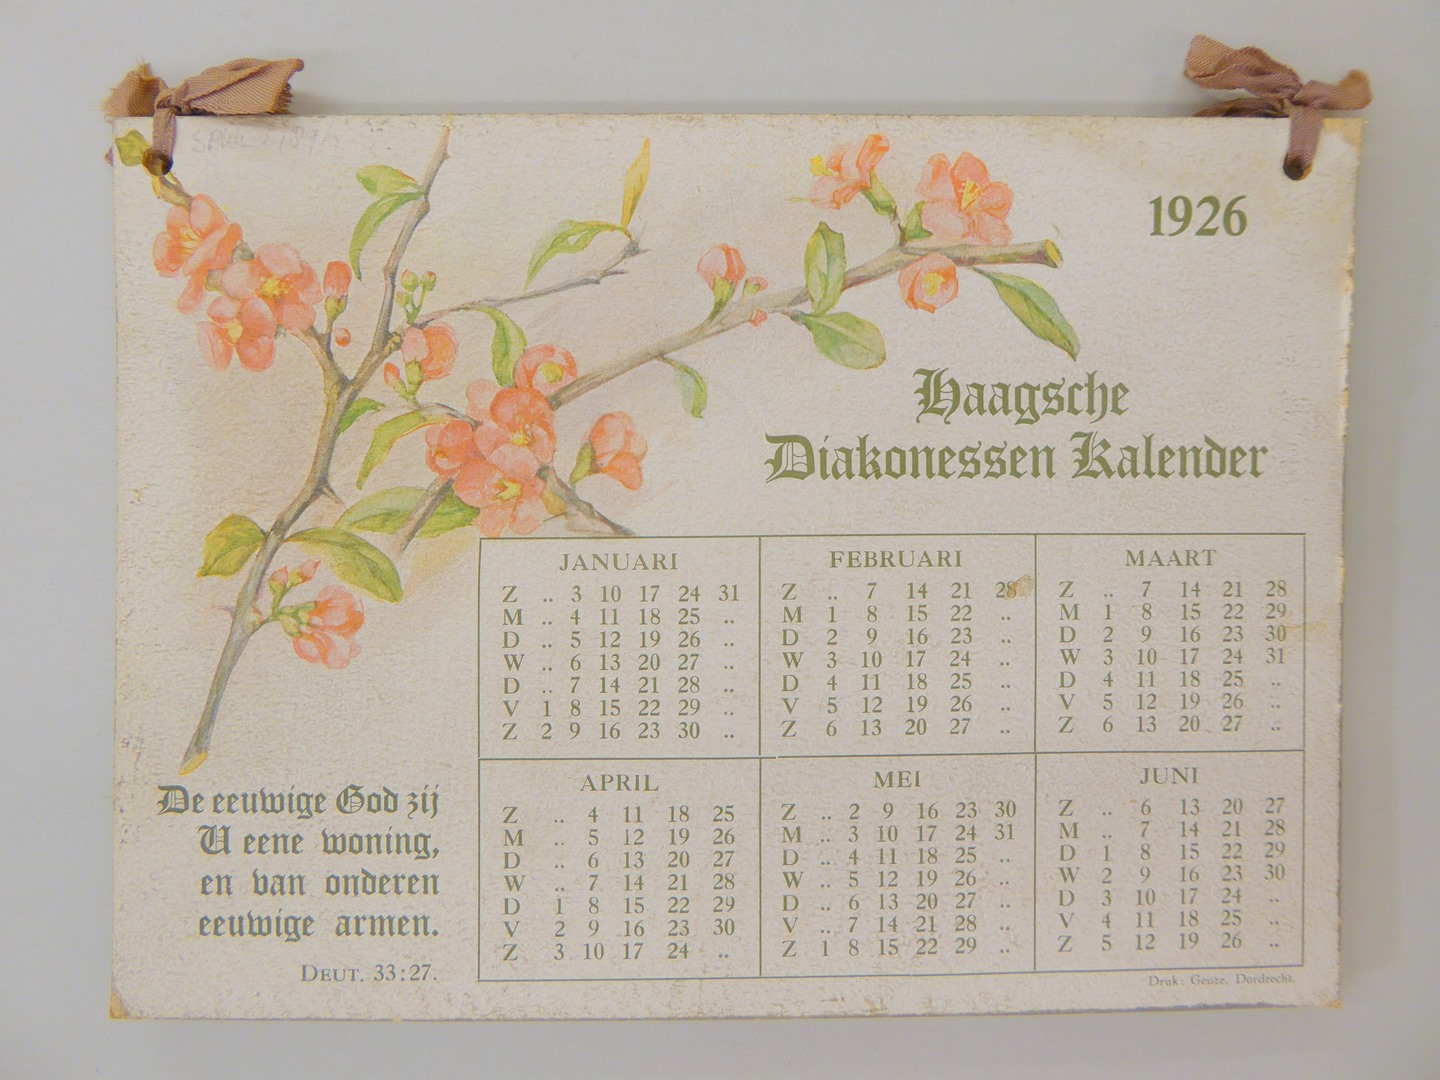 1926
Haagsche
Diakonessen Kalender
JANUARI
Z .. 3 10 17 24 31
M .. 4 11 18 25 ..
D .. 5 12 19 26 ..
W .. 6 13 20 27 ..
D .. 7 14 21 28 ..
V 1 8 15 22 29 ..
Z 2 9 16 23 30 ..
FEBRUARI
Z .. 7 14 21 28
M 1 8 15 22 ..
D 2 9 16 23 ..
W 3 10 17 24 ..
D 4 11 18 25 ..
V 5 12 19 26 ..
Z 6 13 20 27 ..
MAART
Z .. 7 14 21 28
M 1 8 15 22 29
D 2 9 16 23 30
W 3 10 17 24 31
D 4 11 18 25 ..
V 5 12 19 26 ..
Z 6 13 20 27 ..
APRIL
Z .. 4 11 18 25
M .. 5 12 19 26
D .. 6 13 20 27
W .. 7 14 21 28
D 1 8 15 22 29
V 2 9 16 23 30
Z 3 10 17 24 ..
MEI
Z .. 2 9 16 23 30
M .. 3 10 17 24 31
D .. 4 11 18 25 ..
W .. 5 12 19 26 ..
D .. 6 13 20 27 ..
V .. 7 14 21 28 ..
Z 1 8 15 22 29 ..
JUNI
Z .. 6 13 20 27
M .. 7 14 21 28
D 1 8 15 22 29
W 2 9 16 23 30
D 3 10 17 24 ..
V 4 11 18 25 ..
Z 5 12 19 26 ..
De eeuwige God zij
U eene woning,
en van onderen
eeuwige armen.
DEUT. 33:27.
Druk: Geuze, Dordrecht.